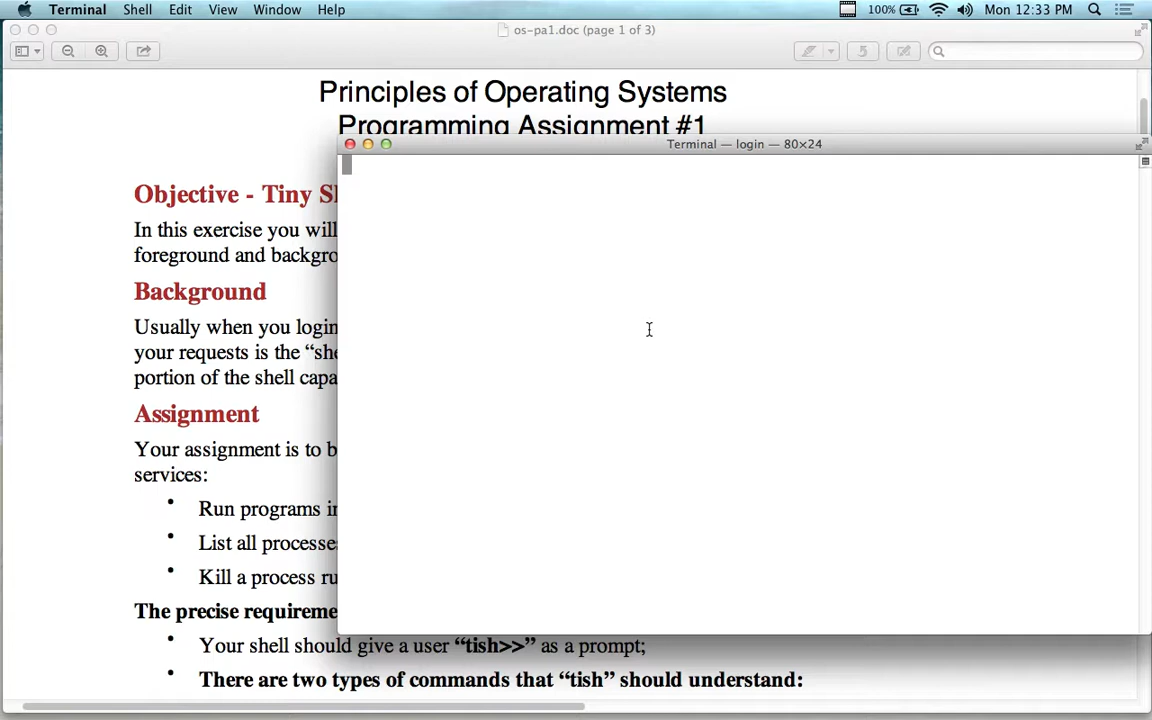 Terminal Shell Edit View Window Help 100% Mon 12:33 PM
os-pa1.doc (page 1 of 3)
Principles of Operating Systems
Programming Assignment #1
Terminal — login — 80×24
Objective - Tiny S
In this exercise you will
foreground and backgro
Background
Usually when you login
your requests is the “she
portion of the shell capa
Assignment
Your assignment is to b
services:
• Run programs in
• List all processe
• Kill a process ru
The precise requireme
• Your shell should give a user “tish>>” as a prompt;
• There are two types of commands that “tish” should understand: